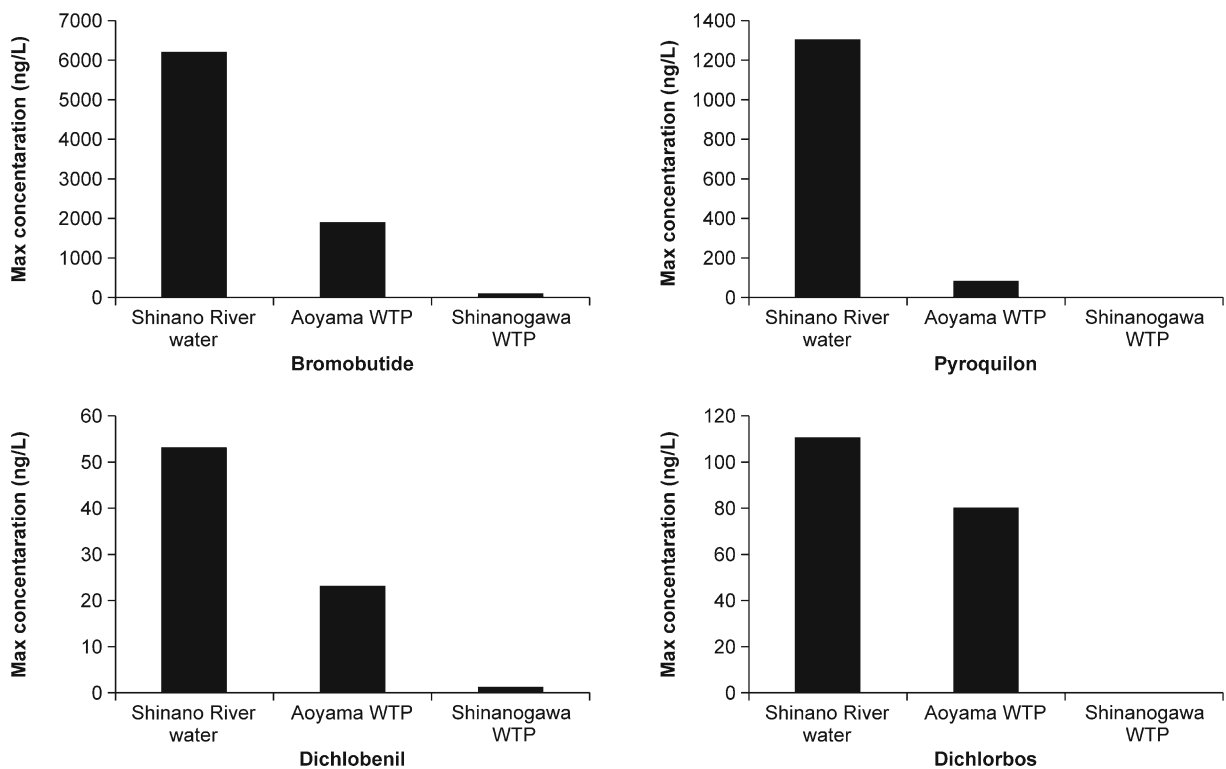 Max concentaration (ng/L)
7000
6000
5000
4000
3000
2000
1000
0
Shinano River
water
Aoyama WTP
Shinanogawa
WTP
Bromobutide
Max concentaration (ng/L)
1400
1200
1000
800
600
400
200
0
Shinano River
water
Aoyama WTP
Shinanogawa
WTP
Pyroquilon
Max concentaration (ng/L)
60
50
40
30
20
10
0
Shinano River
water
Aoyama WTP
Shinanogawa
WTP
Dichlobenil
Max concentaration (ng/L)
120
100
80
60
40
20
0
Shinano River
water
Aoyama WTP
Shinanogawa
WTP
Dichlorbos